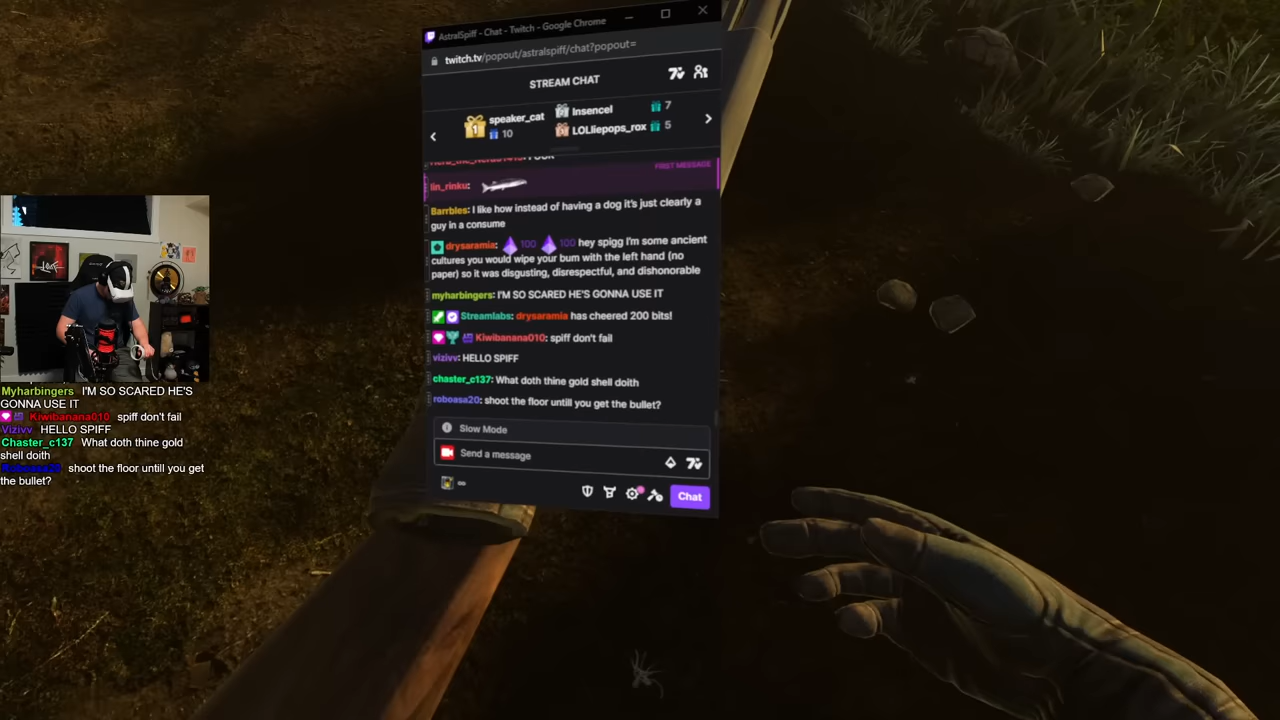 AstralSpiff - Chat - Twitch - Google Chrome
twitch.tv/popout/astralspiff/chat?popout=
STREAM CHAT
speaker_cat
10
Insencel 7
LOLliepops_rox 5
FIRST MESSAGE
lin_rinku:
Barrbles: I like how instead of having a dog it's just clearly a
guy in a consume
drysaramia: 100 100 hey spigg I'm some ancient
cultures you would wipe your bum with the left hand (no
paper) so it was disgusting, disrespectful, and dishonorable
myharbingers: I'M SO SCARED HE'S GONNA USE IT
Streamlabs: drysaramia has cheered 200 bits!
Kiwibanana010: spiff don't fail
vizivv: HELLO SPIFF
chaster_c137: What doth thine gold shell doith
roboasa20: shoot the floor untill you get the bullet?
Slow Mode
Send a message
Chat
Myharbingers I'M SO SCARED HE'S
GONNA USE IT
Kiwibanana010 spiff don't fail
Vizivv HELLO SPIFF
Chaster_c137 What doth thine gold
shell doith
Roboasa20 shoot the floor untill you get
the bullet?